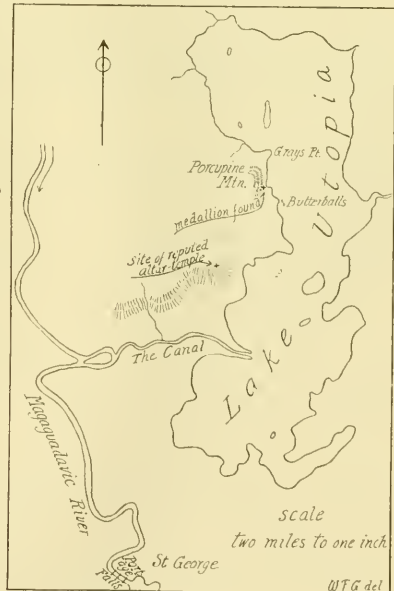 Grays Pt.
Porcupine
Mtn.
medallion found
Butterballs
Lake Utopia
site of reputed
altar-temple
The Canal
Magaguadavic River
St George
Falls
scale
two miles to one inch
WFG del